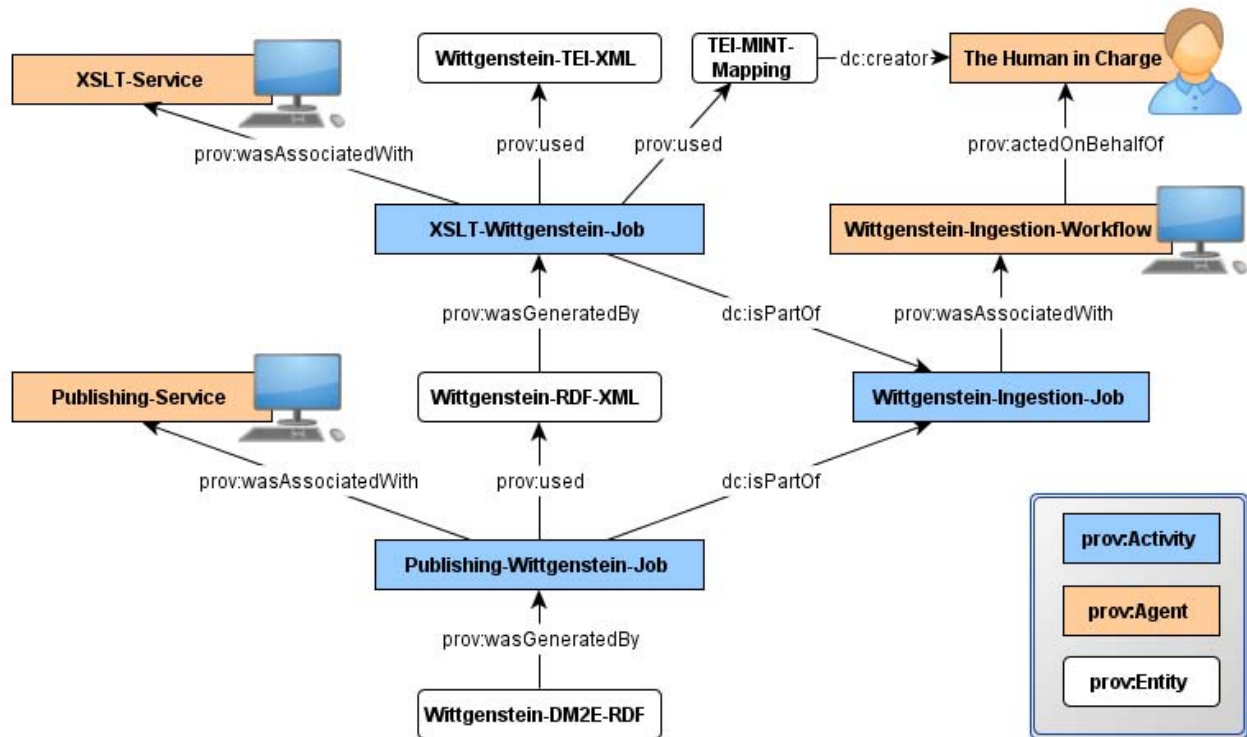 Wittgenstein-TEI-XML
TEI-MINT-
Mapping
dc:creator
The Human in Charge
XSLT-Service
prov:wasAssociatedWith
prov:used
prov:used
prov:actedOnBehalfOf
XSLT-Wittgenstein-Job
Wittgenstein-Ingestion-Workflow
prov:wasGeneratedBy
dc:isPartOf
prov:wasAssociatedWith
Publishing-Service
Wittgenstein-RDF-XML
Wittgenstein-Ingestion-Job
prov:wasAssociatedWith
prov:used
dc:isPartOf
Publishing-Wittgenstein-Job
prov:wasGeneratedBy
Wittgenstein-DM2E-RDF
prov:Activity
prov:Agent
prov:Entity